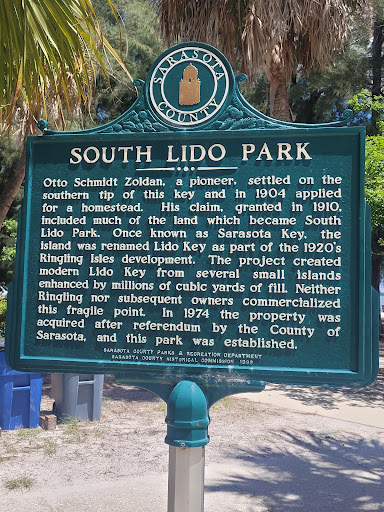 SARASOTA
COUNTY
SOUTH LIDO PARK
Otto Schmidt Zoldan, a pioneer, settled on the
southern tip of this key and in 1904 applied
for a homestead. His claim, granted in 1910,
included much of the land which became South
Lido Park. Once known as Sarasota Key, the
island was renamed Lido Key as part of the 1920's
Ringling Isles development. The project created
modern Lido Key from several small islands
enhanced by millions of cubic yards of fill. Neither
Ringling nor subsequent owners commercialized
this fragile point. In 1974 the property was
acquired after referendum by the County of
Sarasota, and this park was established.
SARASOTA COUNTY PARKS & RECREATION DEPARTMENT
SARASOTA COUNTY HISTORICAL COMMISSION